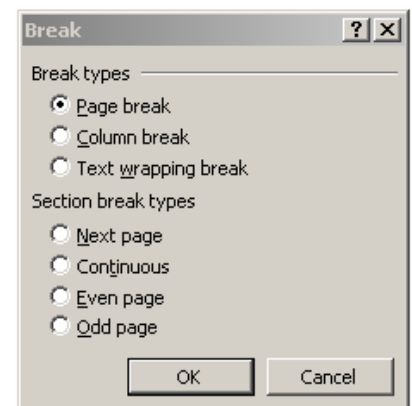 Break
Break types
Page break
Column break
Text wrapping break
Section break types
Next page
Continuous
Even page
Odd page
OK Cancel